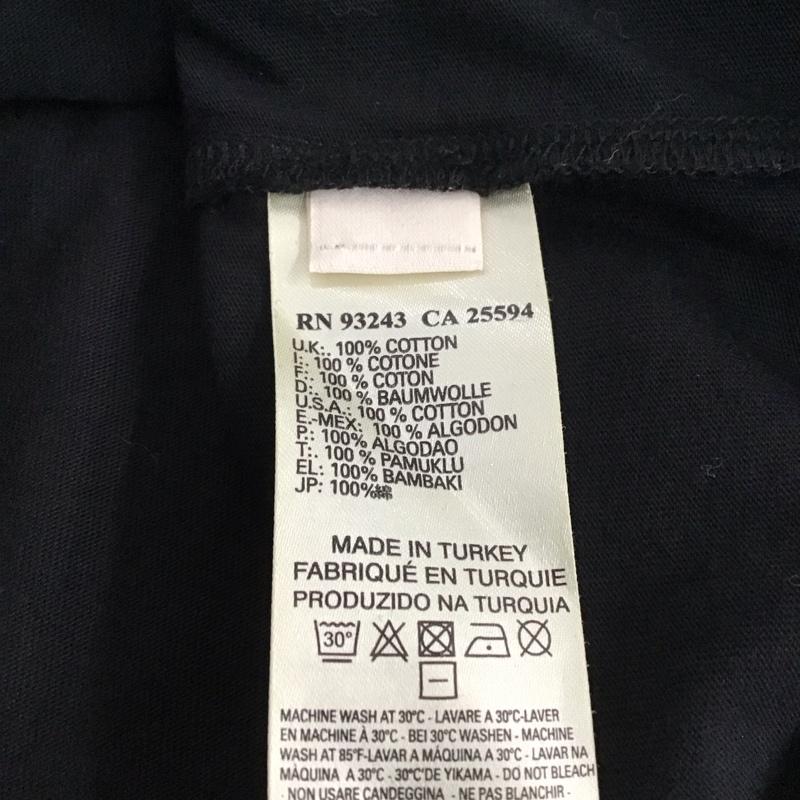 RN 93243 CA 25594
U.K:. 100% COTTON
I:. 100 % COTONE
F:. 100 % COTON
D:. 100 % BAUMWOLLE
U.S.A.: 100 % COTTON
E.-MEX: 100 % ALGODON
P.: 100% ALGODAO
T:. 100 % PAMUKLU
EL: 100% BAMBAKI
JP: 100%綿
MADE IN TURKEY
FABRIQUÉ EN TURQUIE
PRODUZIDO NA TURQUIA
30°
MACHINE WASH AT 30°C - LAVARE A 30°C-LAVER
EN MACHINE À 30°C - BEI 30°C WASHEN - MACHINE
WASH AT 85°F-LAVAR A MÁQUINA A 30°C - LAVAR NA
MÀQUINA A 30°C - 30°C'DE YIKAMA - DO NOT BLEACH
- NON USARE CANDEGGINA - NE PAS BLANCHIR -